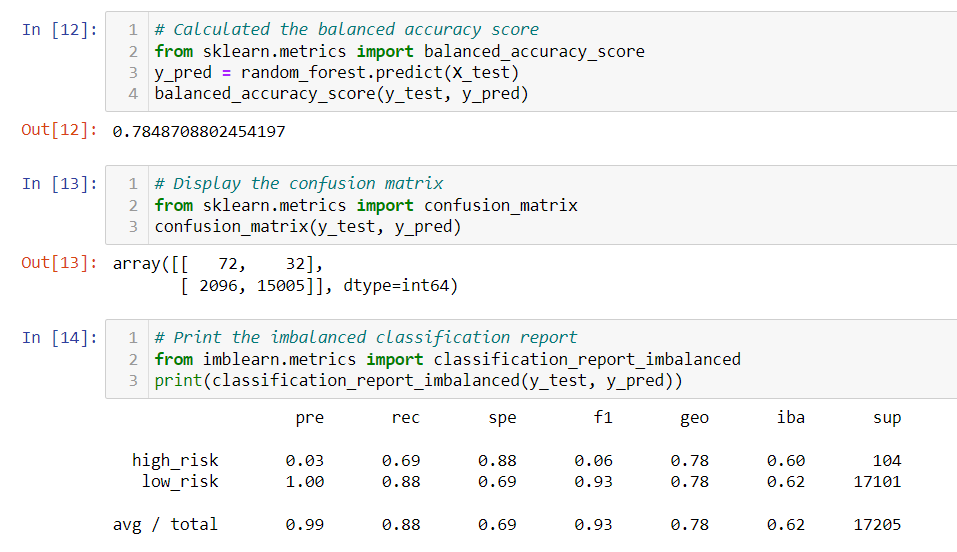 In [12]:
1 # Calculated the balanced accuracy score
2 from sklearn.metrics import balanced_accuracy_score
3 y_pred = random_forest.predict(X_test)
4 balanced_accuracy_score(y_test, y_pred)
Out[12]: 0.7848708802454197
In [13]:
1 # Display the confusion matrix
2 from sklearn.metrics import confusion_matrix
3 confusion_matrix(y_test, y_pred)
Out[13]: array([[   72,    32],
       [ 2096, 15005]], dtype=int64)
In [14]:
1 # Print the imbalanced classification report
2 from imblearn.metrics import classification_report_imbalanced
3 print(classification_report_imbalanced(y_test, y_pred))
pre rec spe f1 geo iba sup
high_risk 0.03 0.69 0.88 0.06 0.78 0.60 104
low_risk 1.00 0.88 0.69 0.93 0.78 0.62 17101
avg / total 0.99 0.88 0.69 0.93 0.78 0.62 17205